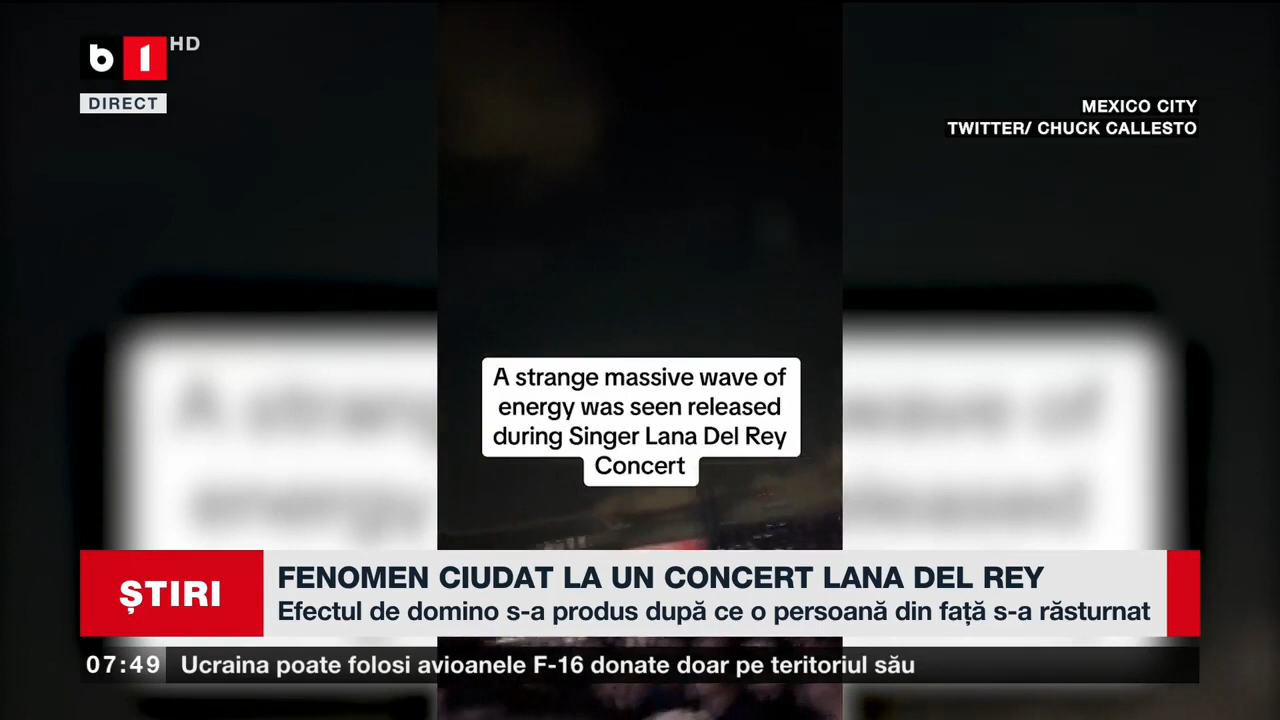 b1 HD
DIRECT
MEXICO CITY
TWITTER/ CHUCK CALLESTO
A strange massive wave of
energy was seen released
during Singer Lana Del Rey
Concert
ȘTIRI
FENOMEN CIUDAT LA UN CONCERT LANA DEL REY
Efectul de domino s-a produs după ce o persoană din față s-a răsturnat
07:49 Ucraina poate folosi avioanele F-16 donate doar pe teritoriul său